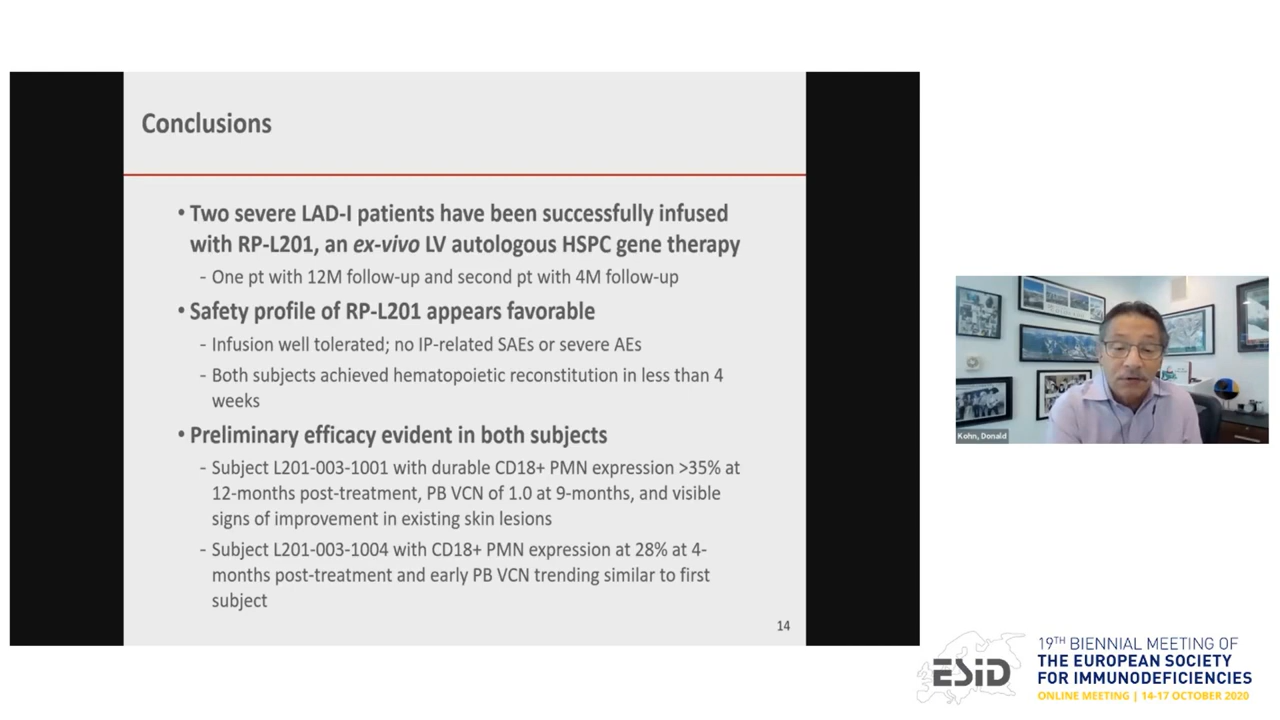 Conclusions
• Two severe LAD-I patients have been successfully infused
with RP-L201, an ex-vivo LV autologous HSPC gene therapy
- One pt with 12M follow-up and second pt with 4M follow-up
• Safety profile of RP-L201 appears favorable
- Infusion well tolerated; no IP-related SAEs or severe AEs
- Both subjects achieved hematopoietic reconstitution in less than 4
weeks
• Preliminary efficacy evident in both subjects
- Subject L201-003-1001 with durable CD18+ PMN expression >35% at
12-months post-treatment, PB VCN of 1.0 at 9-months, and visible
signs of improvement in existing skin lesions
- Subject L201-003-1004 with CD18+ PMN expression at 28% at 4-
months post-treatment and early PB VCN trending similar to first
subject
14
Kohn, Donald
ESID
19TH BIENNIAL MEETING OF
THE EUROPEAN SOCIETY
FOR IMMUNODEFICIENCIES
ONLINE MEETING | 14-17 OCTOBER 2020